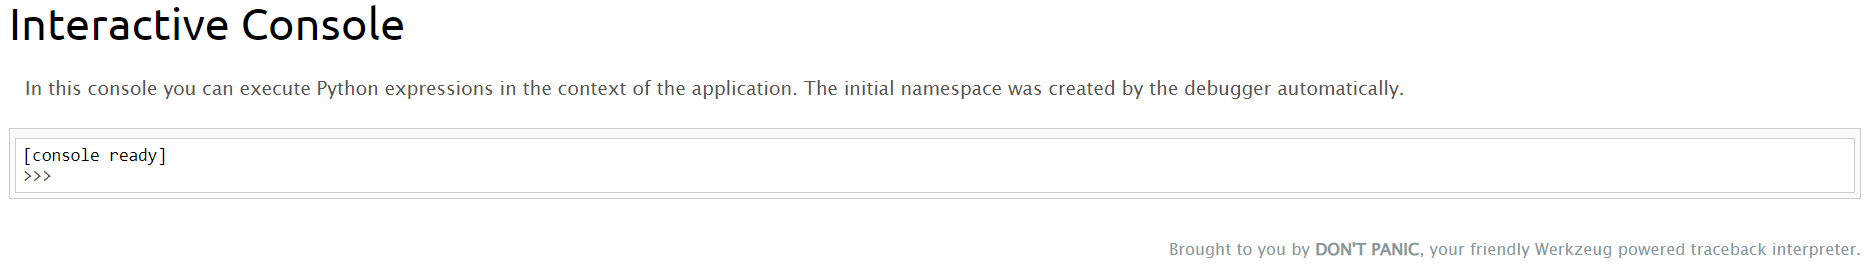 Interactive Console
In this console you can execute Python expressions in the context of the application. The initial namespace was created by the debugger automatically.
[console ready]
>>>
Brought to you by DON'T PANIC, your friendly Werkzeug powered traceback interpreter.